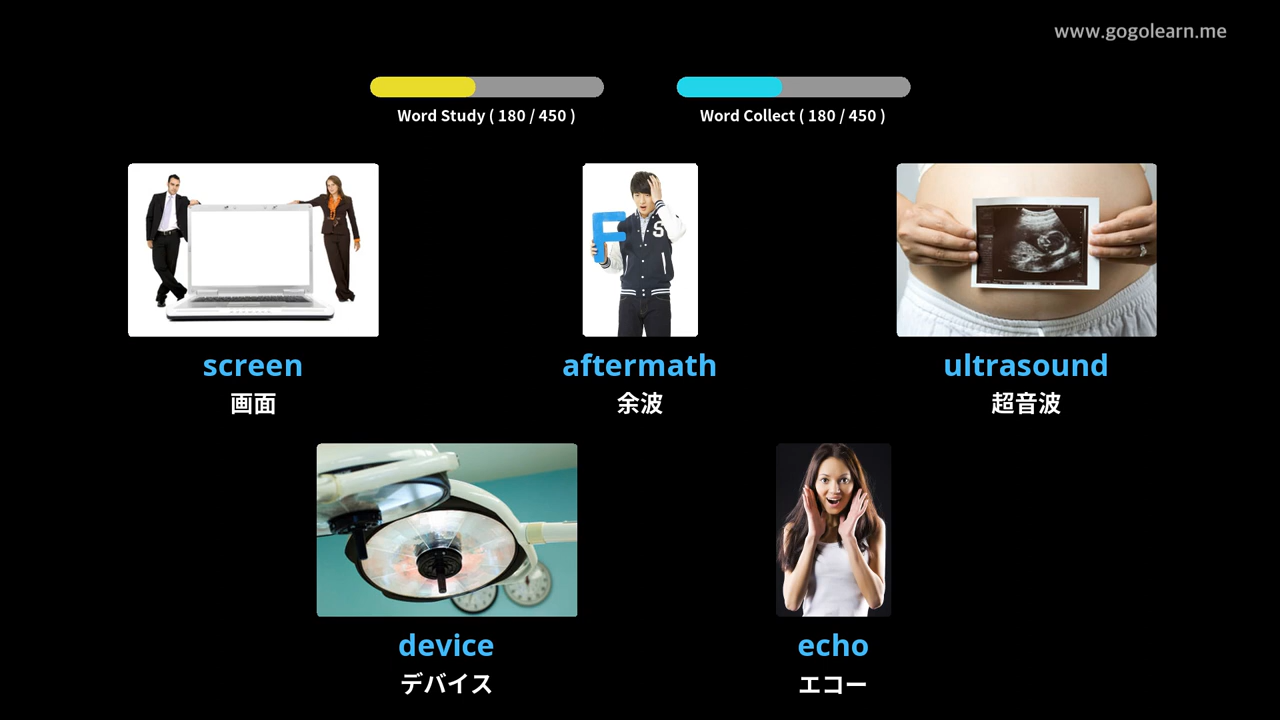 www.gogolearn.me
Word Study ( 180 / 450 )
Word Collect ( 180 / 450 )
F
S
screen
画面
aftermath
余波
ultrasound
超音波
device
デバイス
echo
エコー